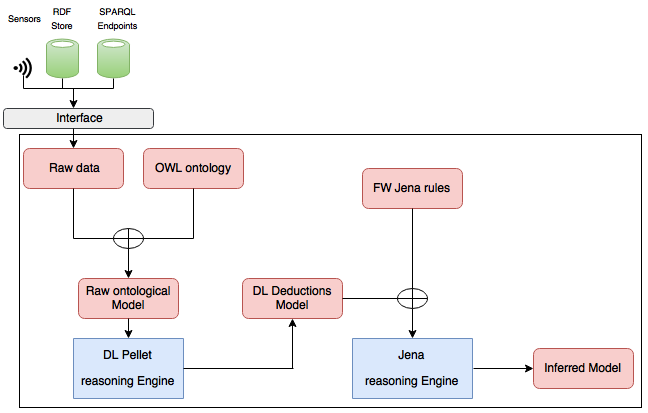 Sensors
RDF
Store
SPARQL
Endpoints
Interface
Raw data
OWL ontology
FW Jena rules
Raw ontological
Model
DL Deductions
Model
DL Pellet
reasoning Engine
Jena
reasoning Engine
Inferred Model